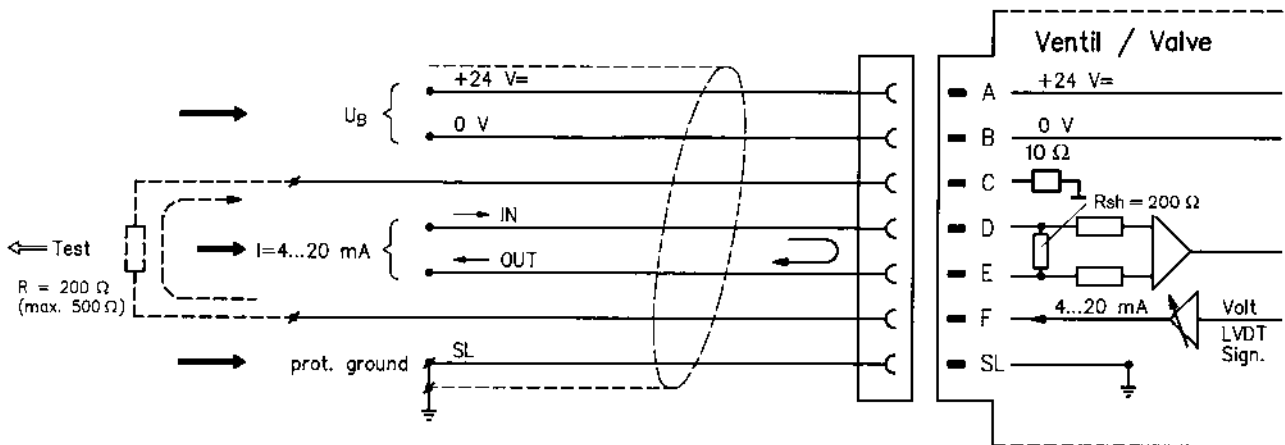 Ventil / Valve
+24 V=
A
+24 V=
U_B
0 V
B
0 V
10 Ω
C
IN
D
Rsh = 200 Ω
Test
I=4...20 mA
OUT
E
R = 200 Ω
(max. 500 Ω)
F
4...20 mA
Volt
LVDT
Sign.
prot. ground
SL
SL